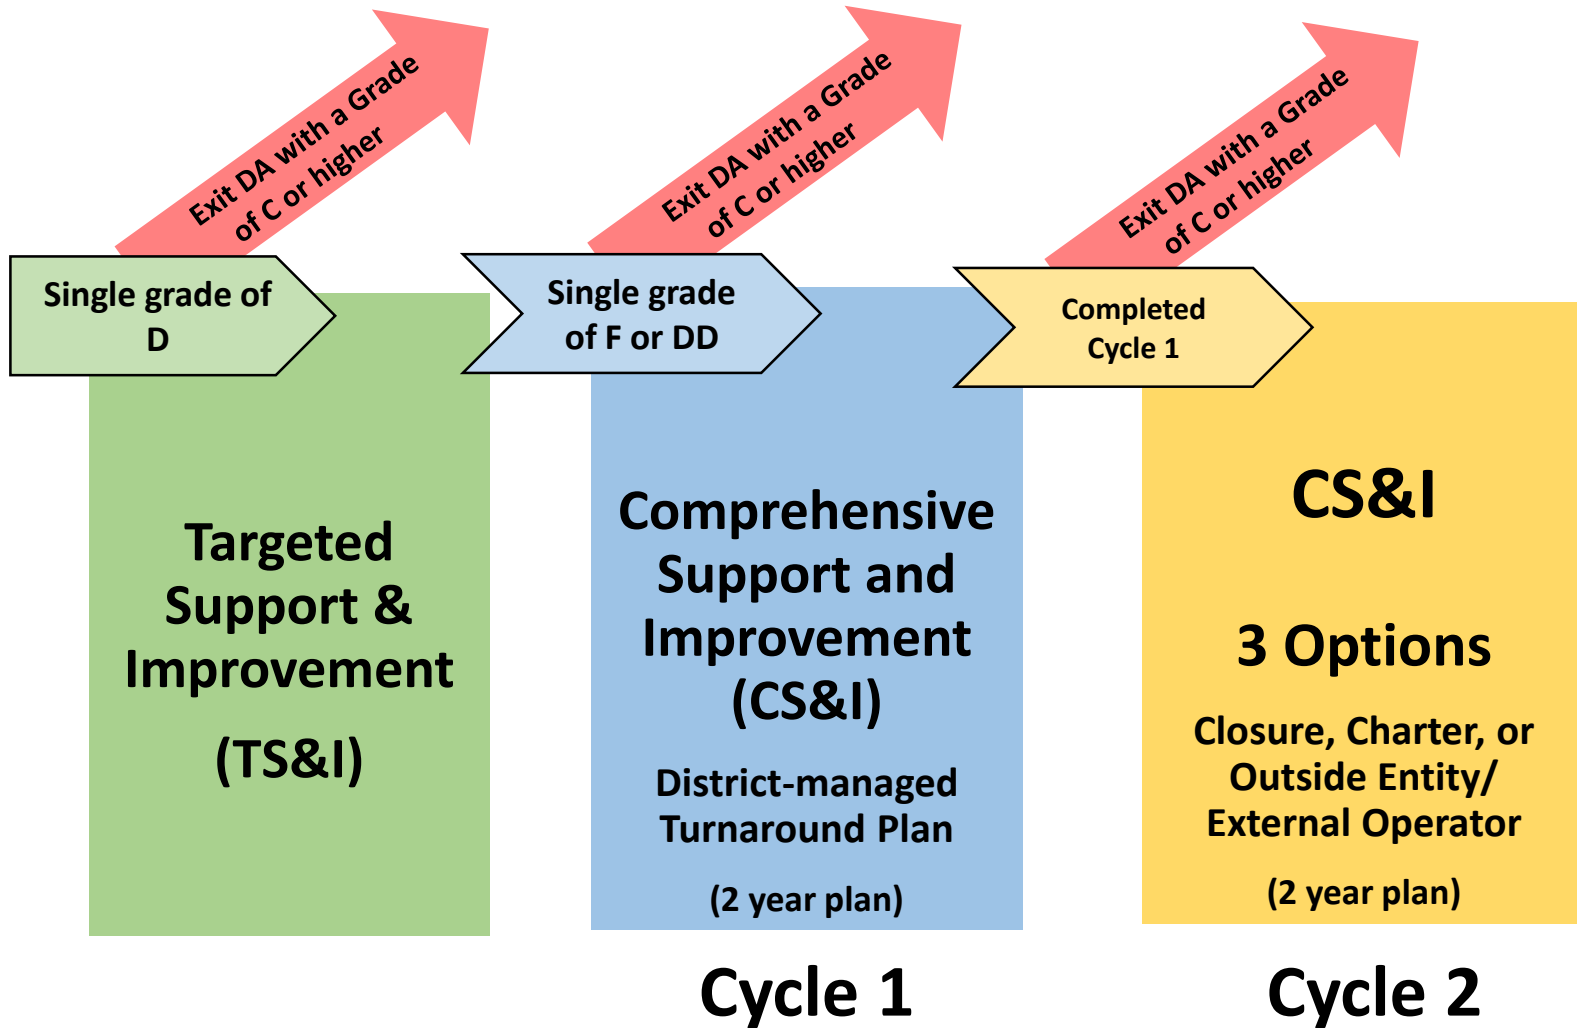 Exit DA with a Grade
of C or higher
Exit DA with a Grade
of C or higher
Exit DA with a Grade
of C or higher
Single grade of
D
Single grade
of F or DD
Completed
Cycle 1
Targeted
Support &
Improvement
(TS&I)
Comprehensive
Support and
Improvement
(CS&I)
District-managed
Turnaround Plan
(2 year plan)
CS&I
3 Options
Closure, Charter, or
Outside Entity/
External Operator
(2 year plan)
Cycle 1
Cycle 2